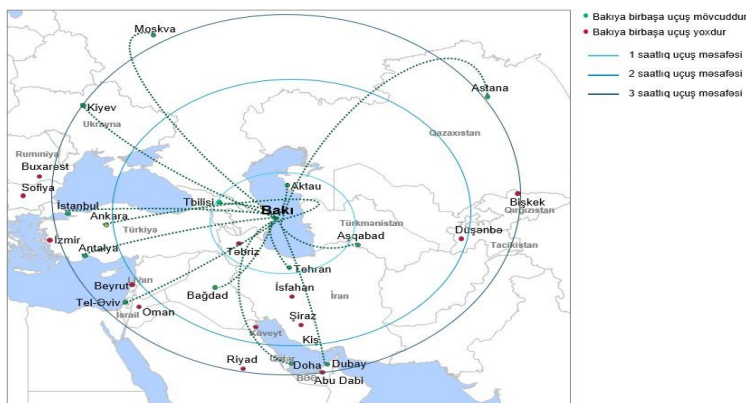 Moskva
Bakıya birbaşa uçuş mövcuddur
Bakıya birbaşa uçuş yoxdur
1 saatlıq uçuş məsafəsi
2 saatlıq uçuş məsafəsi
3 saatlıq uçuş məsafəsi
Astana
Kiyev
Ukrayna
Qazaxıstan
Rumıniya
Buxarest
Sofiya
Aktau
İstanbul
Tbilisi
Bakı
Bişkek
Qırğızstan
Ankara
Türkiyə
Türkmənistan
Aşqabad
Düşənbə
Tacikistan
İzmir
Antalya
Təbriz
Tehran
Livan
Beyrut
Bağdad
İsfahan
İran
Tel-Əviv
İsrail
Oman
Şiraz
Küveyt
Kiş
Riyad
Qətər
Doha
Dubay
BƏƏ
Abu Dabi